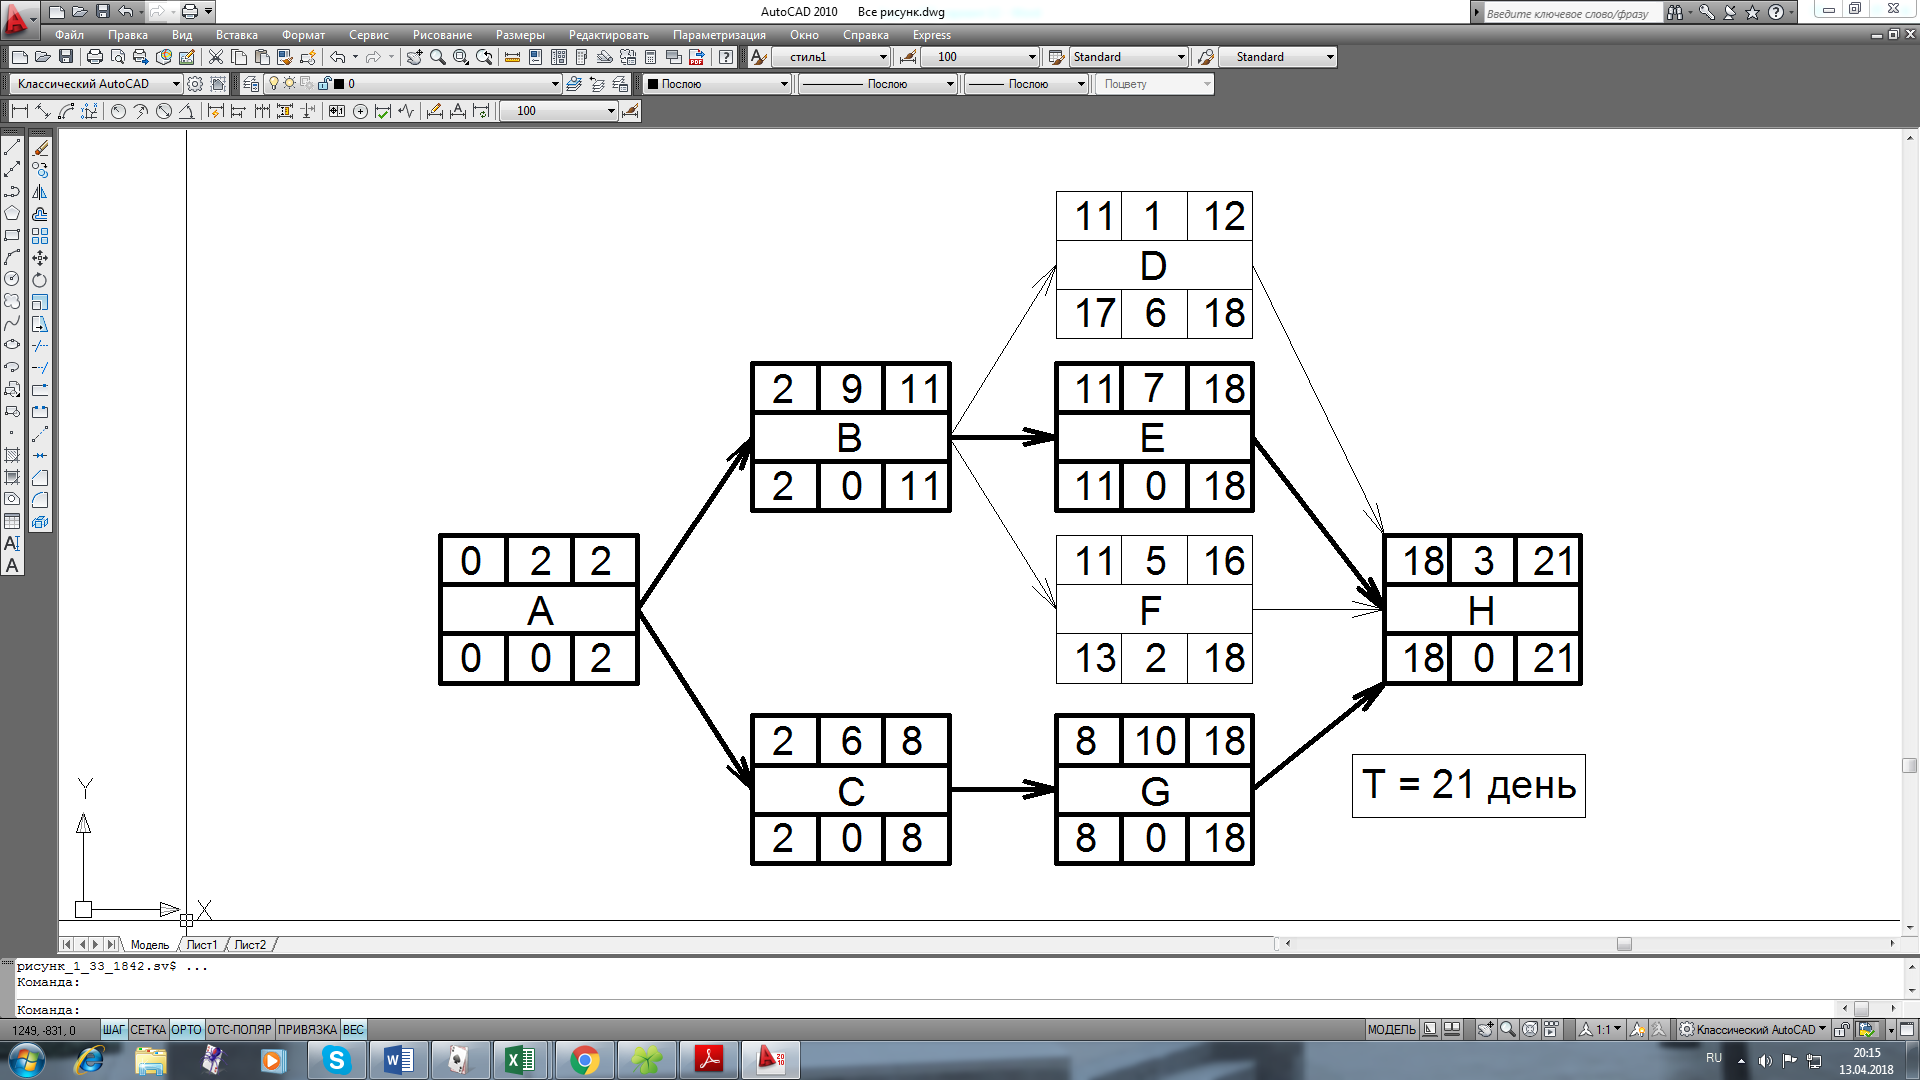 AutoCAD 2010 Все рисунк.dwg
Введите ключевое слово/фразу
Файл Правка Вид Вставка Формат Сервис Рисование Размеры Редактировать Параметризация Окно Справка Express
стиль1 100 Standard Standard
Классический AutoCAD 0 Послою Послою Послою Поцвету
100
11 1 12
D
17 6 18
2 9 11
B
2 0 11
11 7 18
E
11 0 18
0 2 2
A
0 0 2
11 5 16
F
13 2 18
18 3 21
H
18 0 21
2 6 8
C
2 0 8
8 10 18
G
8 0 18
T = 21 день
Y
X
Модель Лист1 Лист2
рисунк_1_33_1842.sv$ ...
Команда:
Команда:
1249, -831, 0 ШАГ СЕТКА ОРТО ОТС-ПОЛЯР ПРИВЯЗКА ВЕС МОДЕЛЬ 1:1 Классический AutoCAD
RU 20:15
13.04.2018